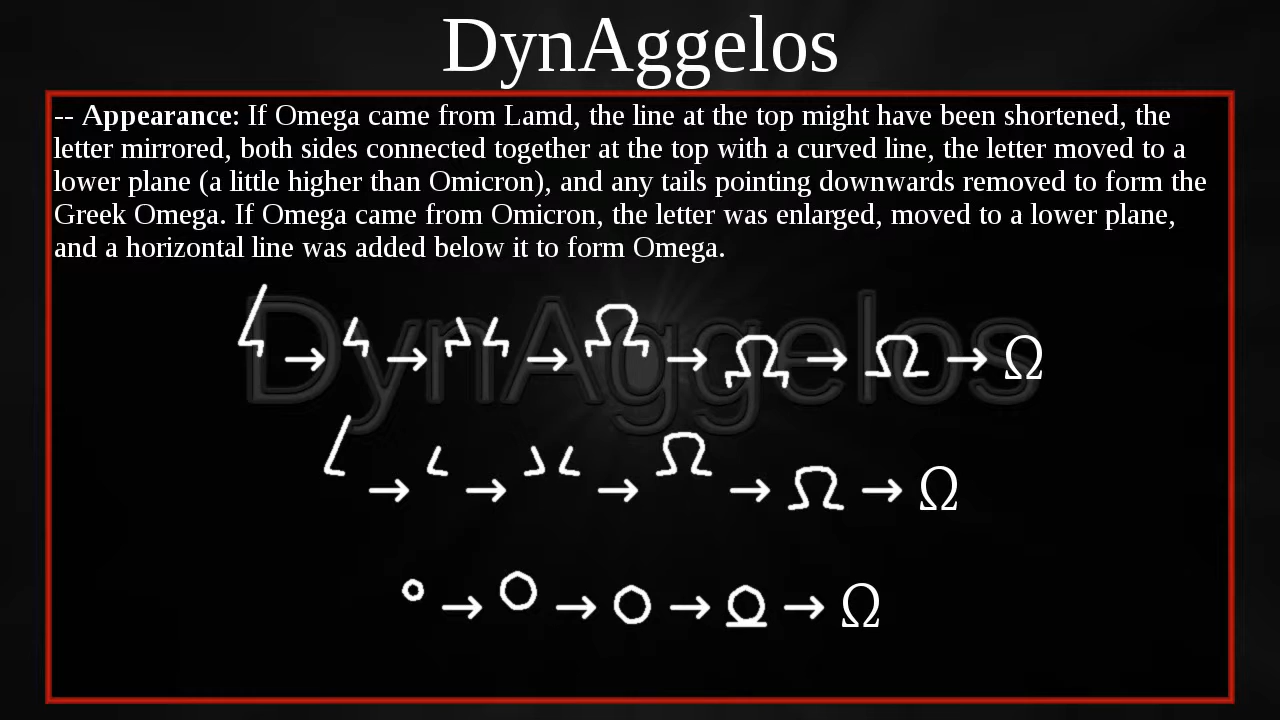 DynAggelos
-- Appearance: If Omega came from Lamd, the line at the top might have been shortened, the
letter mirrored, both sides connected together at the top with a curved line, the letter moved to a
lower plane (a little higher than Omicron), and any tails pointing downwards removed to form the
Greek Omega. If Omega came from Omicron, the letter was enlarged, moved to a lower plane,
and a horizontal line was added below it to form Omega.
DynAggelos
→ → → → → → Ω
→ → → → → Ω
→ → → → Ω